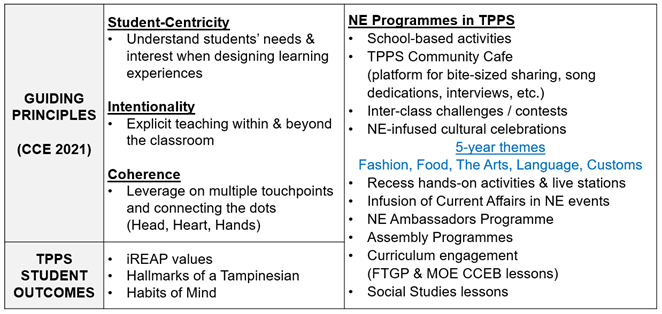 GUIDING
PRINCIPLES
(CCE 2021)
Student-Centricity
• Understand students' needs &
interest when designing learning
experiences
Intentionality
• Explicit teaching within & beyond
the classroom
Coherence
• Leverage on multiple touchpoints
and connecting the dots
(Head, Heart, Hands)
TPPS
STUDENT
OUTCOMES
• iREAP values
• Hallmarks of a Tampinesian
• Habits of Mind
NE Programmes in TPPS
• School-based activities
• TPPS Community Cafe
(platform for bite-sized sharing, song
dedications, interviews, etc.)
• Inter-class challenges / contests
• NE-infused cultural celebrations
5-year themes
Fashion, Food, The Arts, Language, Customs
• Recess hands-on activities & live stations
• Infusion of Current Affairs in NE events
• NE Ambassadors Programme
• Assembly Programmes
• Curriculum engagement
(FTGP & MOE CCEB lessons)
• Social Studies lessons